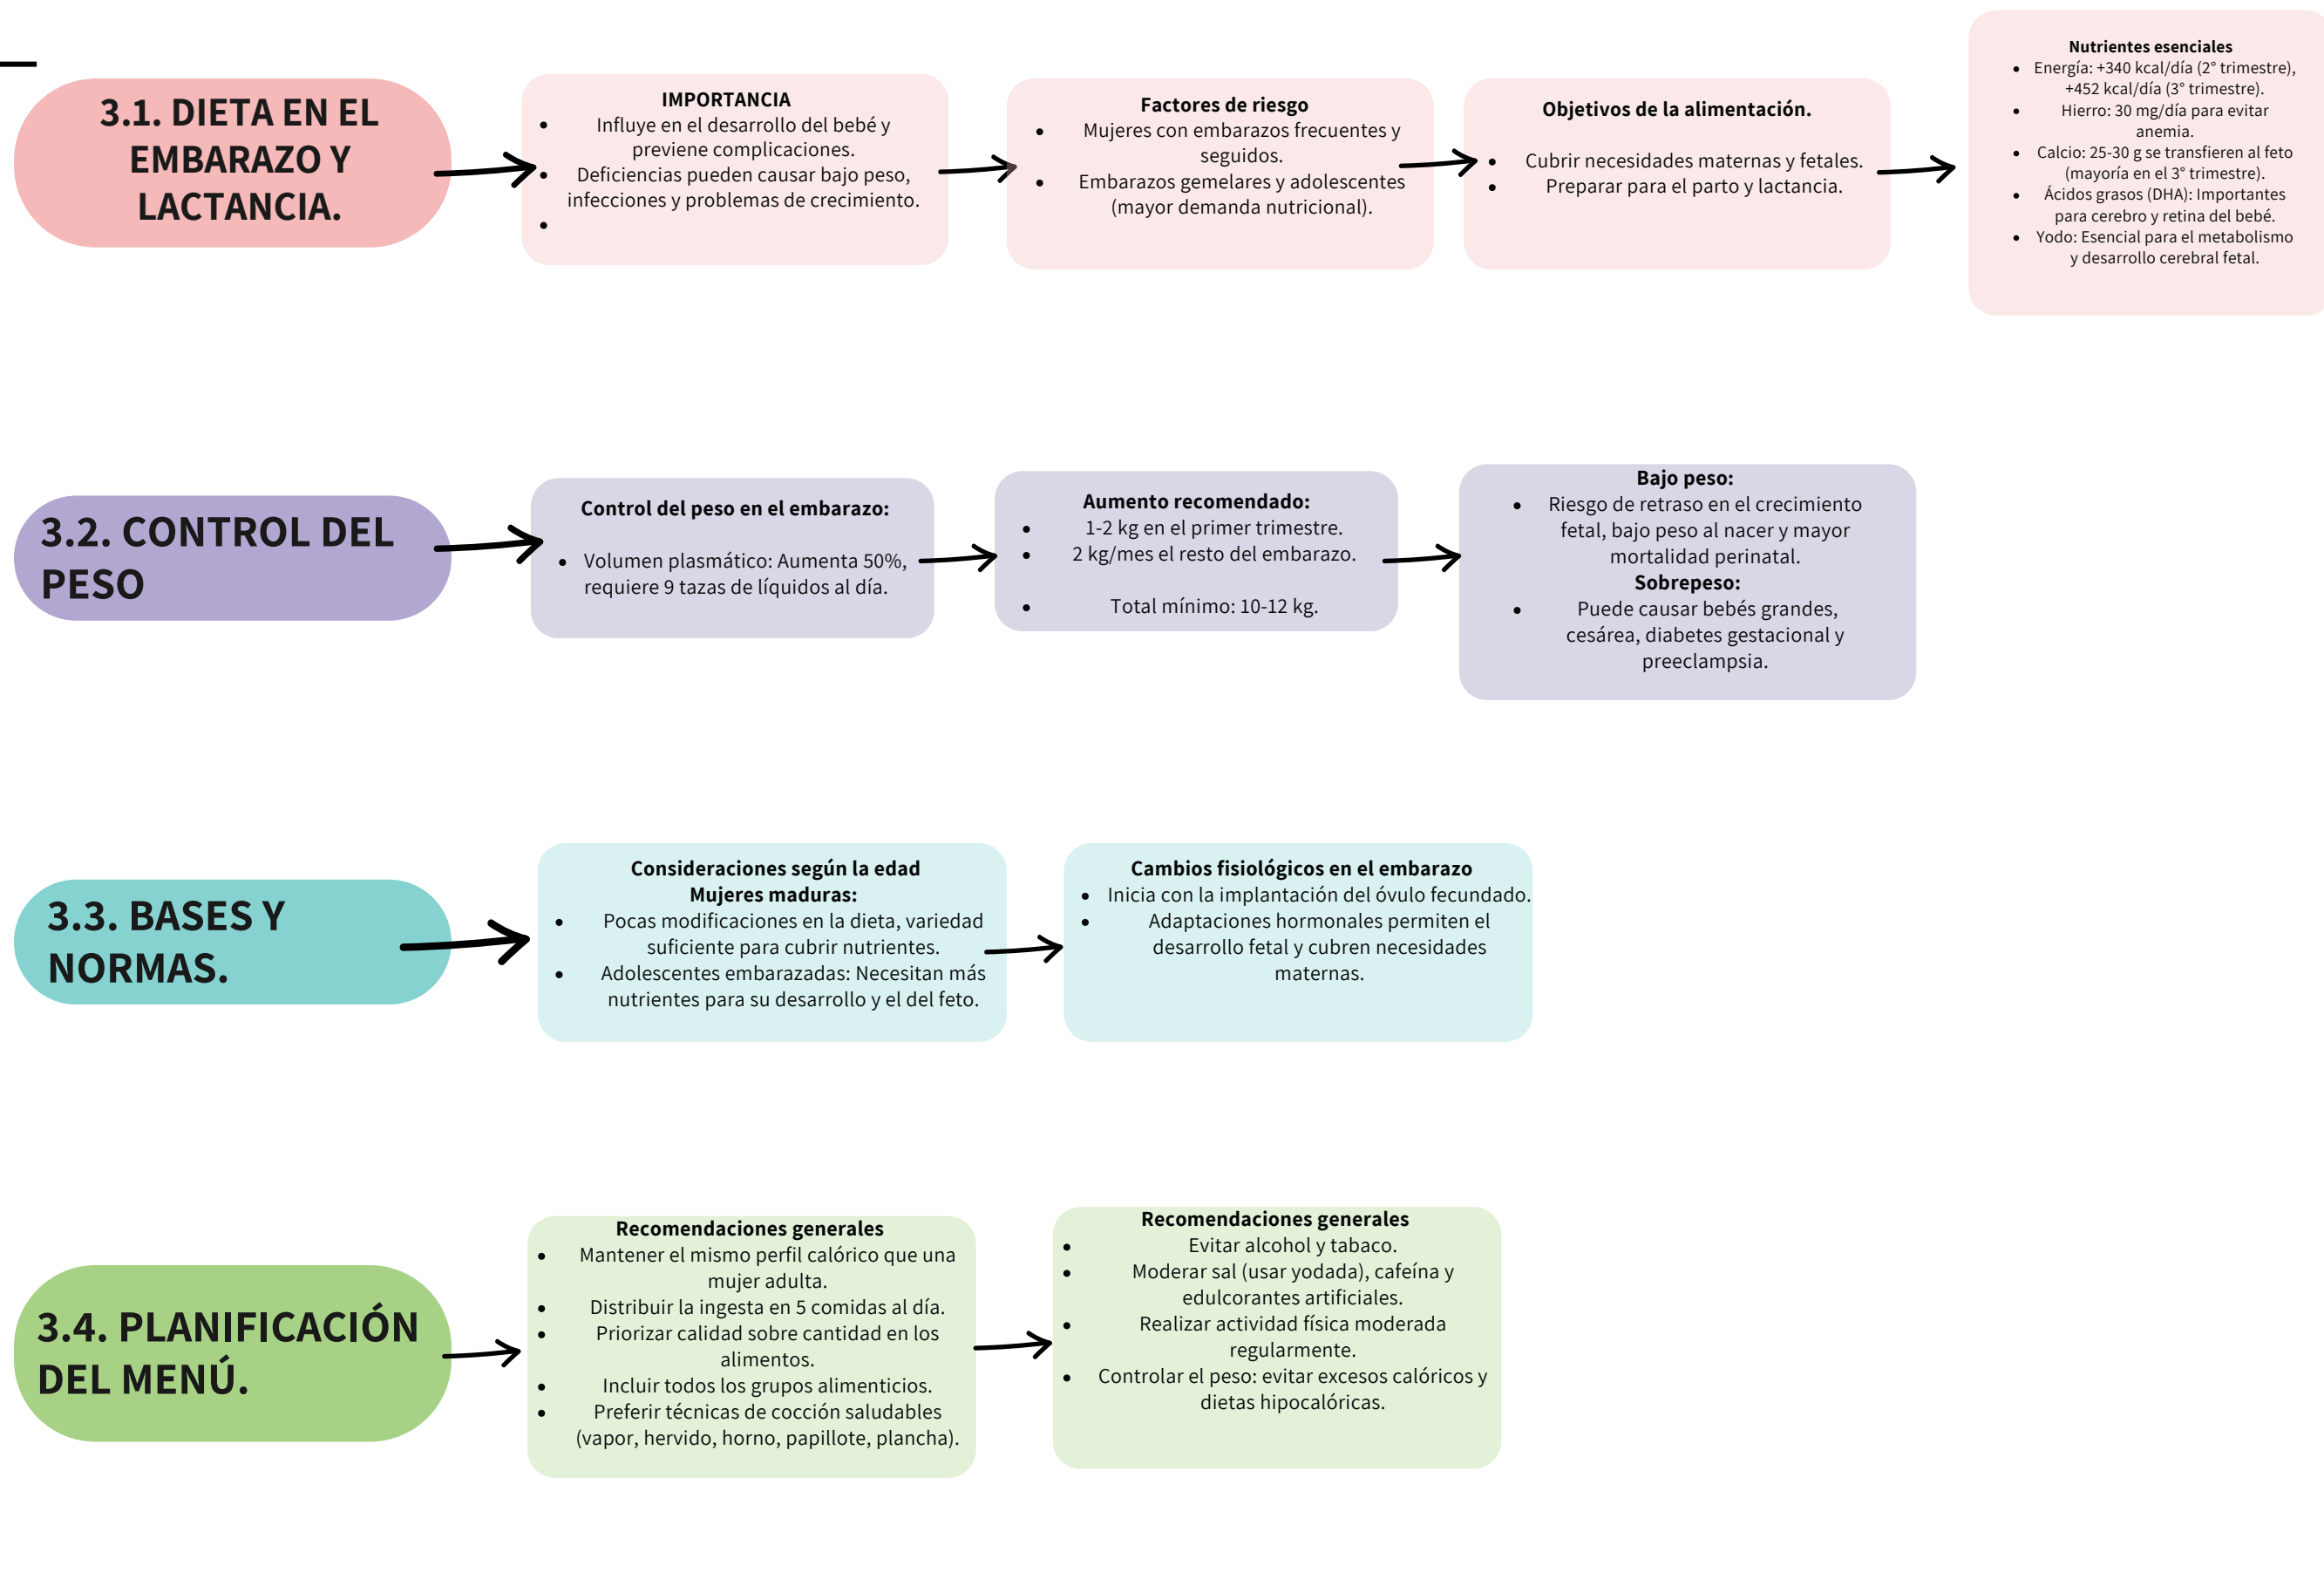 3.1. DIETA EN EL
EMBARAZO Y
LACTANCIA.
IMPORTANCIA
• Influye en el desarrollo del bebé y
previene complicaciones.
• Deficiencias pueden causar bajo peso,
infecciones y problemas de crecimiento.
•
Factores de riesgo
• Mujeres con embarazos frecuentes y
seguidos.
• Embarazos gemelares y adolescentes
(mayor demanda nutricional).
Objetivos de la alimentación.
• Cubrir necesidades maternas y fetales.
• Preparar para el parto y lactancia.
Nutrientes esenciales
• Energía: +340 kcal/día (2° trimestre),
+452 kcal/día (3° trimestre).
• Hierro: 30 mg/día para evitar
anemia.
• Calcio: 25-30 g se transfieren al feto
(mayoría en el 3° trimestre).
• Ácidos grasos (DHA): Importantes
para cerebro y retina del bebé.
• Yodo: Esencial para el metabolismo
y desarrollo cerebral fetal.
3.2. CONTROL DEL
PESO
Control del peso en el embarazo:
• Volumen plasmático: Aumenta 50%,
requiere 9 tazas de líquidos al día.
Aumento recomendado:
• 1-2 kg en el primer trimestre.
• 2 kg/mes el resto del embarazo.
• Total mínimo: 10-12 kg.
Bajo peso:
• Riesgo de retraso en el crecimiento
fetal, bajo peso al nacer y mayor
mortalidad perinatal.
Sobrepeso:
• Puede causar bebés grandes,
cesárea, diabetes gestacional y
preeclampsia.
3.3. BASES Y
NORMAS.
Consideraciones según la edad
Mujeres maduras:
• Pocas modificaciones en la dieta, variedad
suficiente para cubrir nutrientes.
• Adolescentes embarazadas: Necesitan más
nutrientes para su desarrollo y el del feto.
Cambios fisiológicos en el embarazo
• Inicia con la implantación del óvulo fecundado.
• Adaptaciones hormonales permiten el
desarrollo fetal y cubren necesidades
maternas.
3.4. PLANIFICACIÓN
DEL MENÚ.
Recomendaciones generales
• Mantener el mismo perfil calórico que una
mujer adulta.
• Distribuir la ingesta en 5 comidas al día.
• Priorizar calidad sobre cantidad en los
alimentos.
• Incluir todos los grupos alimenticios.
• Preferir técnicas de cocción saludables
(vapor, hervido, horno, papillote, plancha).
Recomendaciones generales
• Evitar alcohol y tabaco.
• Moderar sal (usar yodada), cafeína y
edulcorantes artificiales.
• Realizar actividad física moderada
regularmente.
• Controlar el peso: evitar excesos calóricos y
dietas hipocalóricas.